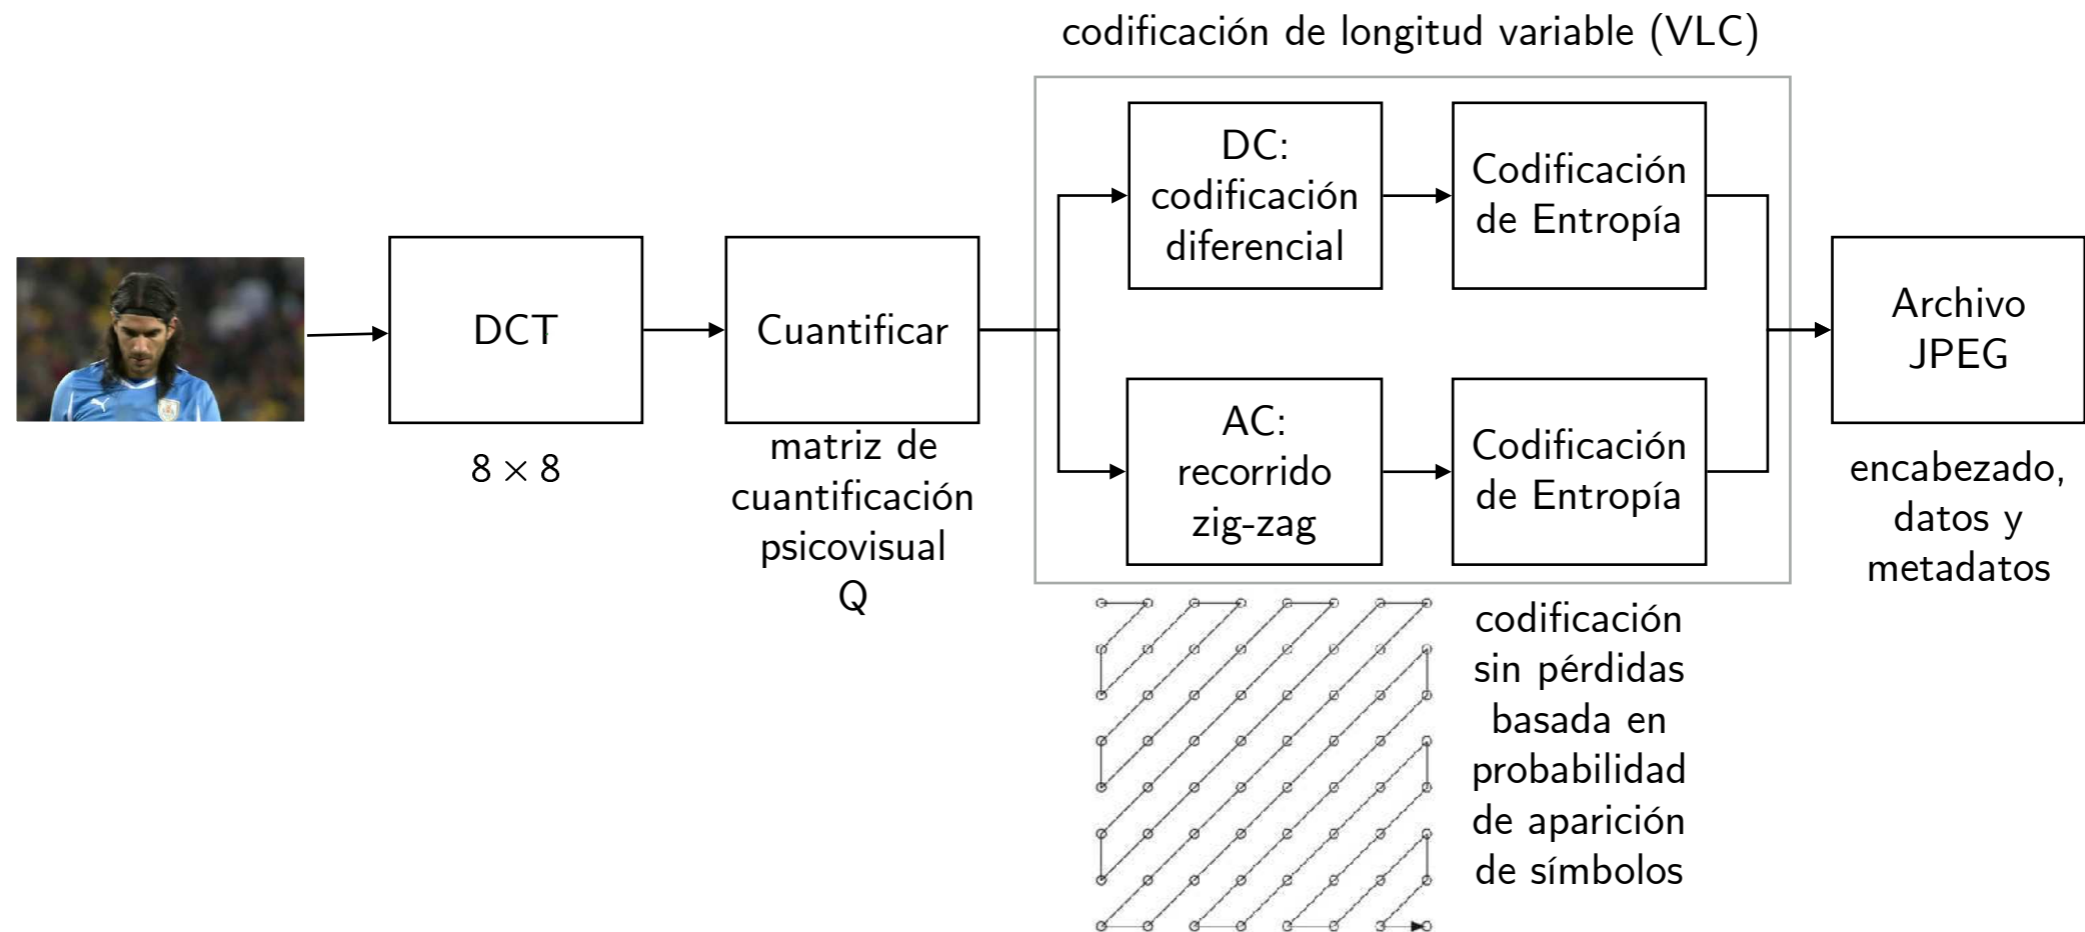 codificación de longitud variable (VLC)
DCT
8 × 8
Cuantificar
matriz de
cuantificación
psicovisual
Q
DC:
codificación
diferencial
Codificación
de Entropía
AC:
recorrido
zig-zag
Codificación
de Entropía
codificación
sin pérdidas
basada en
probabilidad
de aparición
de símbolos
Archivo
JPEG
encabezado,
datos y
metadatos